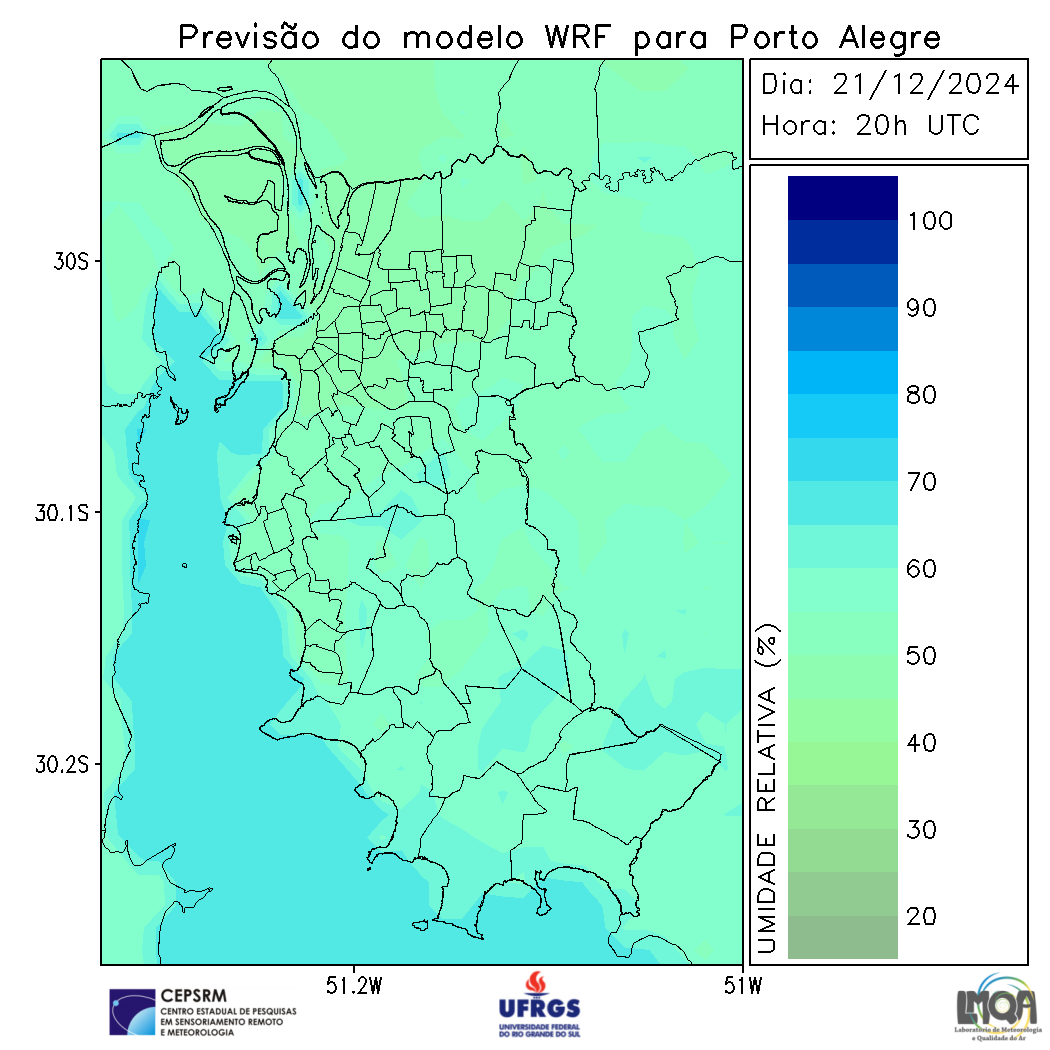 Previsão do modelo WRF para Porto Alegre
Dia: 21/12/2024
Hora: 20h UTC
30S
30.1S
30.2S
51.2W
51W
100
90
80
70
60
50
40
30
20
UMIDADE RELATIVA (%)
CEPSRM
CENTRO ESTADUAL DE PESQUISAS
EM SENSORIAMENTO REMOTO
E METEOROLOGIA
UFRGS
UNIVERSIDADE FEDERAL
DO RIO GRANDE DO SUL
LMQA
Laboratório de Meteorologia
e Qualidade do Ar